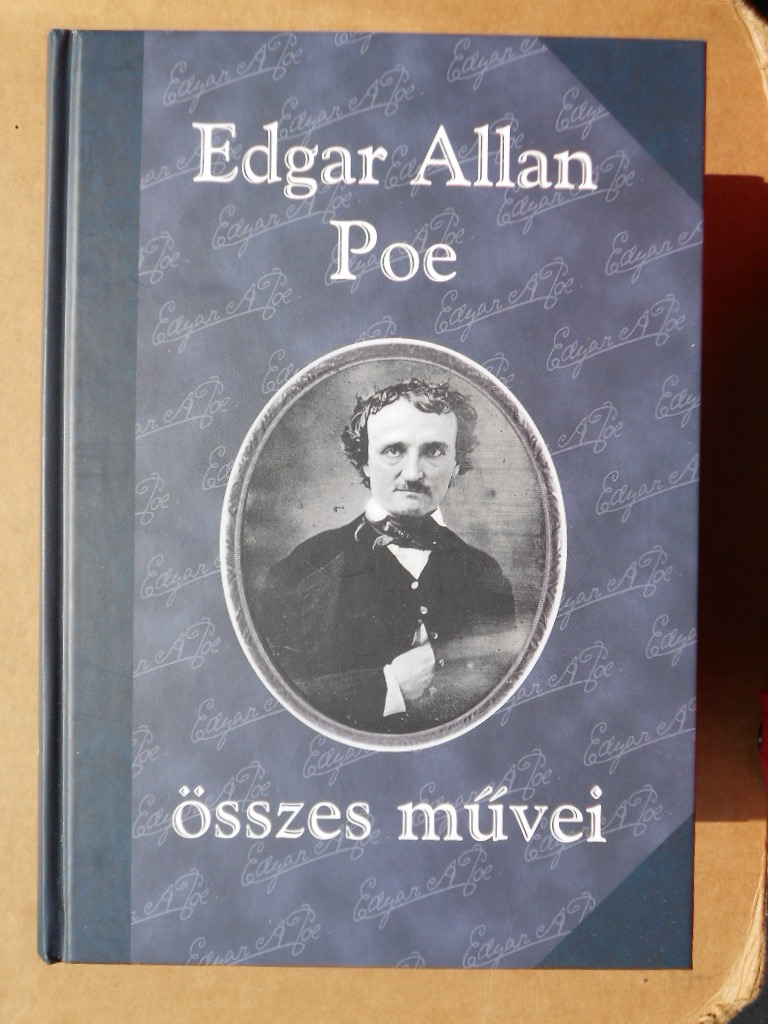 Edgar Allan
Poe
összes művei